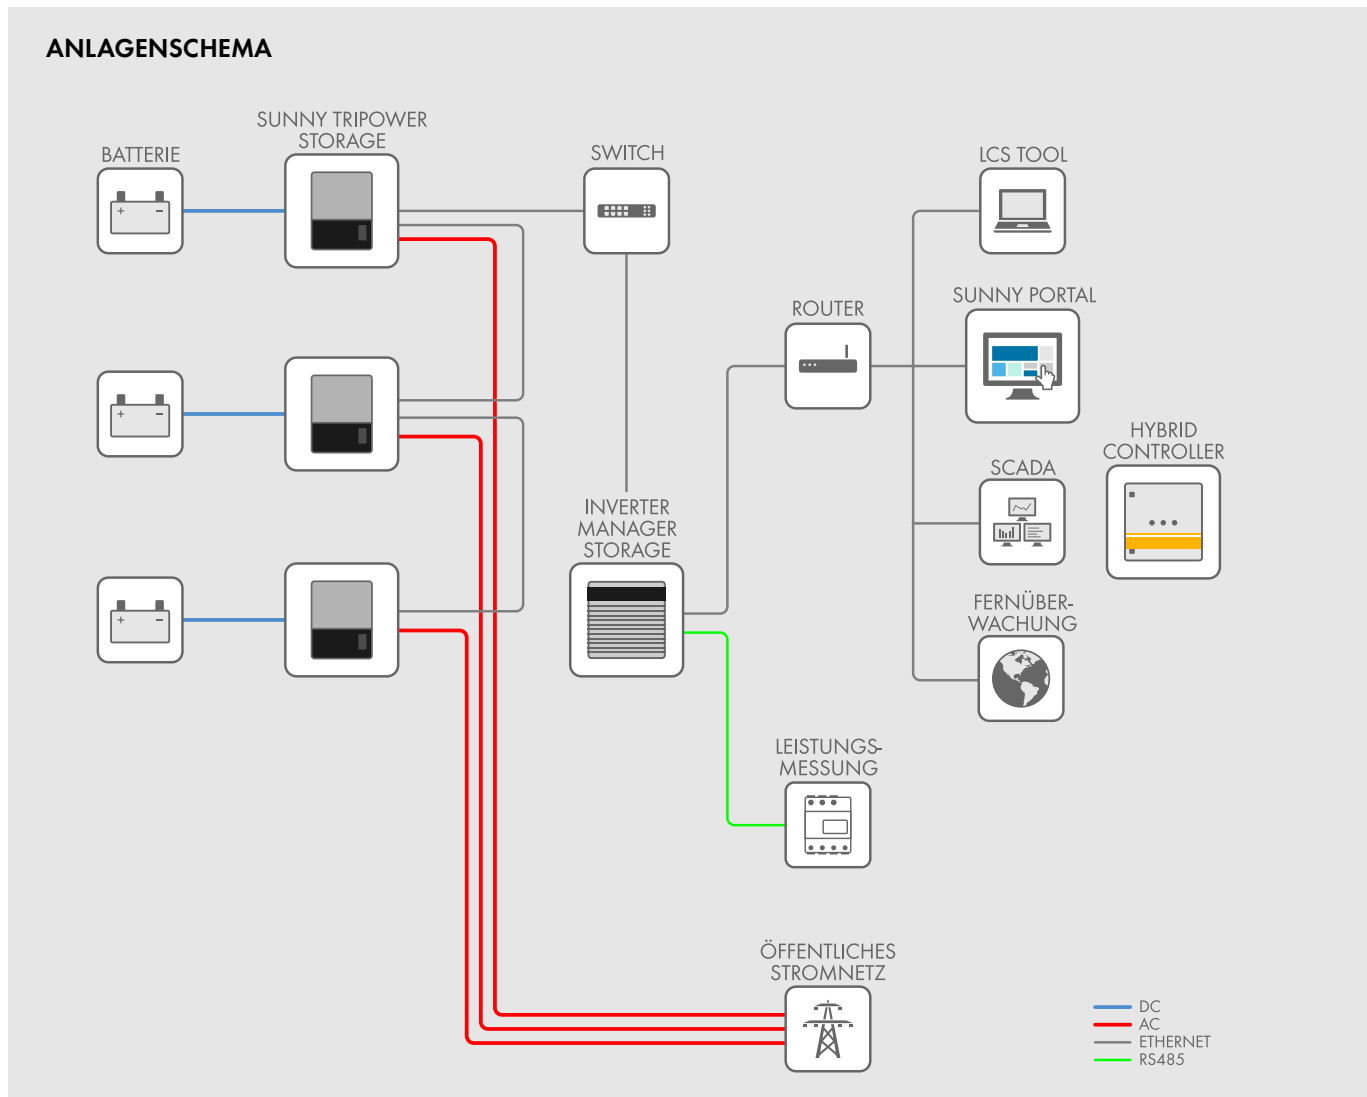 ANLAGENSCHEMA
SUNNY TRIPOWER
STORAGE
BATTERIE
SWITCH
LCS TOOL
SUNNY PORTAL
ROUTER
HYBRID
CONTROLLER
SCADA
INVERTER
MANAGER
STORAGE
FERNÜBER-
WACHUNG
LEISTUNGS-
MESSUNG
ÖFFENTLICHES
STROMNETZ
DC
AC
ETHERNET
RS485